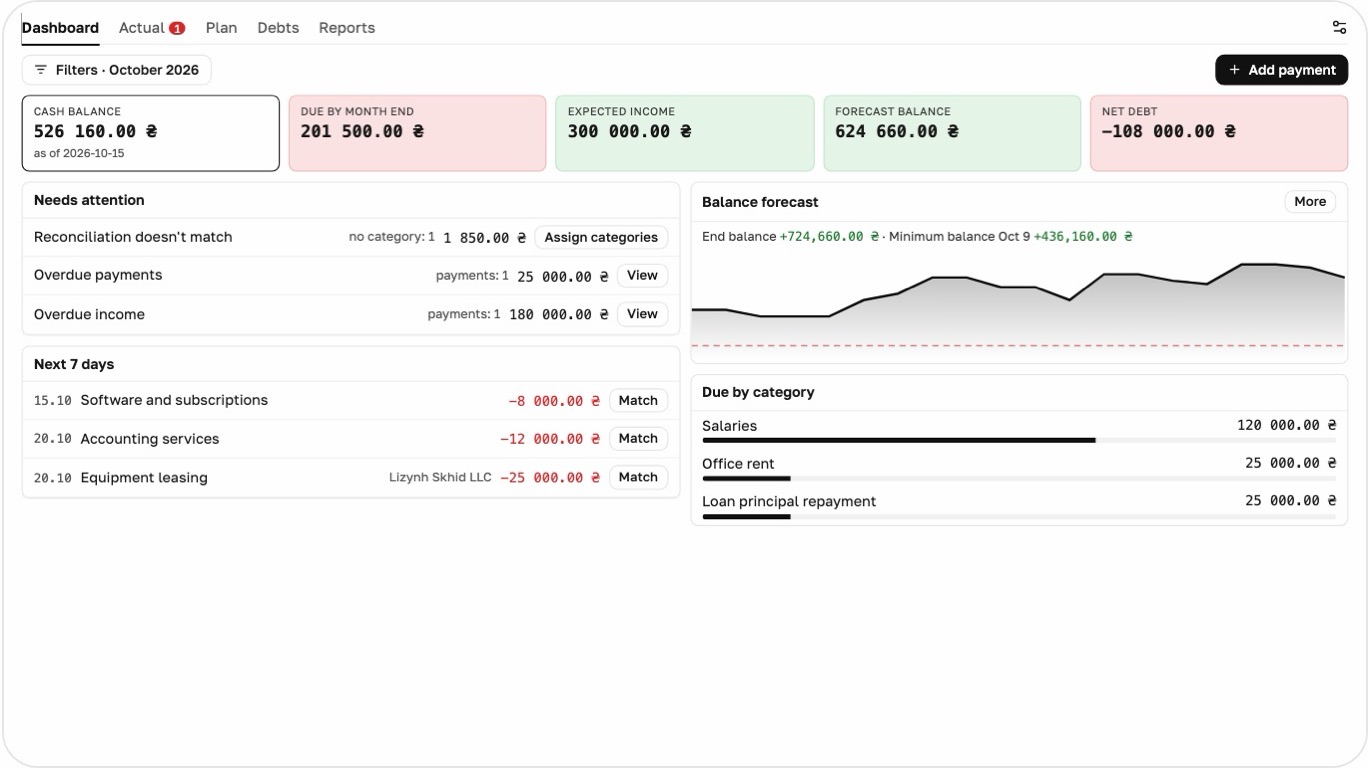 Dashboard Actual 1 Plan Debts Reports
Filters · October 2026
+ Add payment
CASH BALANCE
526 160.00 ₴
as of 2026-10-15
DUE BY MONTH END
201 500.00 ₴
EXPECTED INCOME
300 000.00 ₴
FORECAST BALANCE
624 660.00 ₴
NET DEBT
−108 000.00 ₴
Needs attention
Reconciliation doesn't match no category: 1 1 850.00 ₴ Assign categories
Overdue payments payments: 1 25 000.00 ₴ View
Overdue income payments: 1 180 000.00 ₴ View
Next 7 days
15.10 Software and subscriptions −8 000.00 ₴ Match
20.10 Accounting services −12 000.00 ₴ Match
20.10 Equipment leasing Lizynh Skhid LLC −25 000.00 ₴ Match
Balance forecast More
End balance +724,660.00 ₴ · Minimum balance Oct 9 +436,160.00 ₴
Due by category
Salaries 120 000.00 ₴
Office rent 25 000.00 ₴
Loan principal repayment 25 000.00 ₴